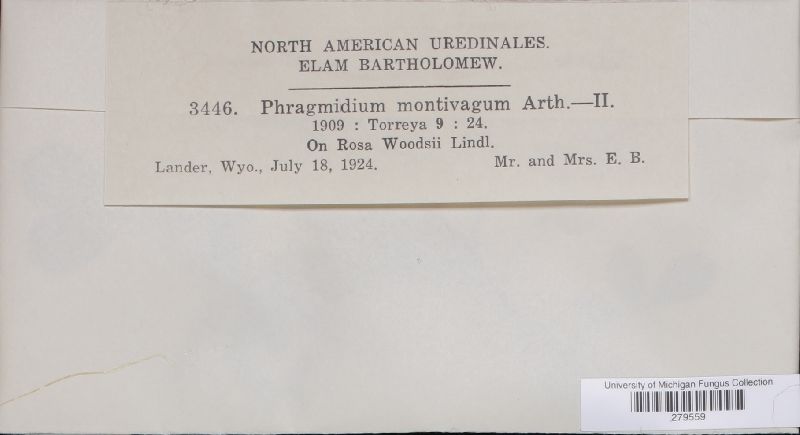 NORTH AMERICAN UREDINALES.
ELAM BARTHOLOMEW.
3446. Phragmidium montivagum Arth.—II.
1909 : Torreya 9 : 24.
On Rosa Woodsii Lindl.
Lander, Wyo., July 18, 1924. Mr. and Mrs. E. B.
University of Michigan Fungus Collection
279559